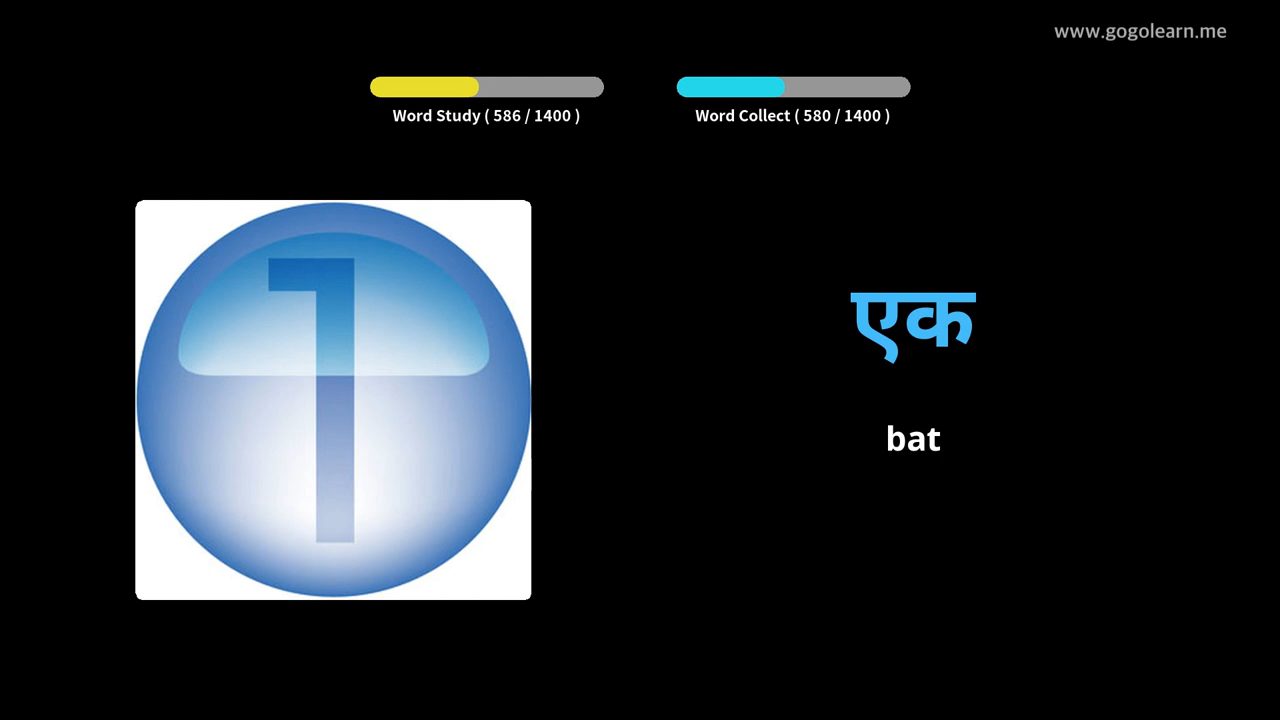 www.gogolearn.me
Word Study ( 586 / 1400 )
Word Collect ( 580 / 1400 )
1
एक
bat